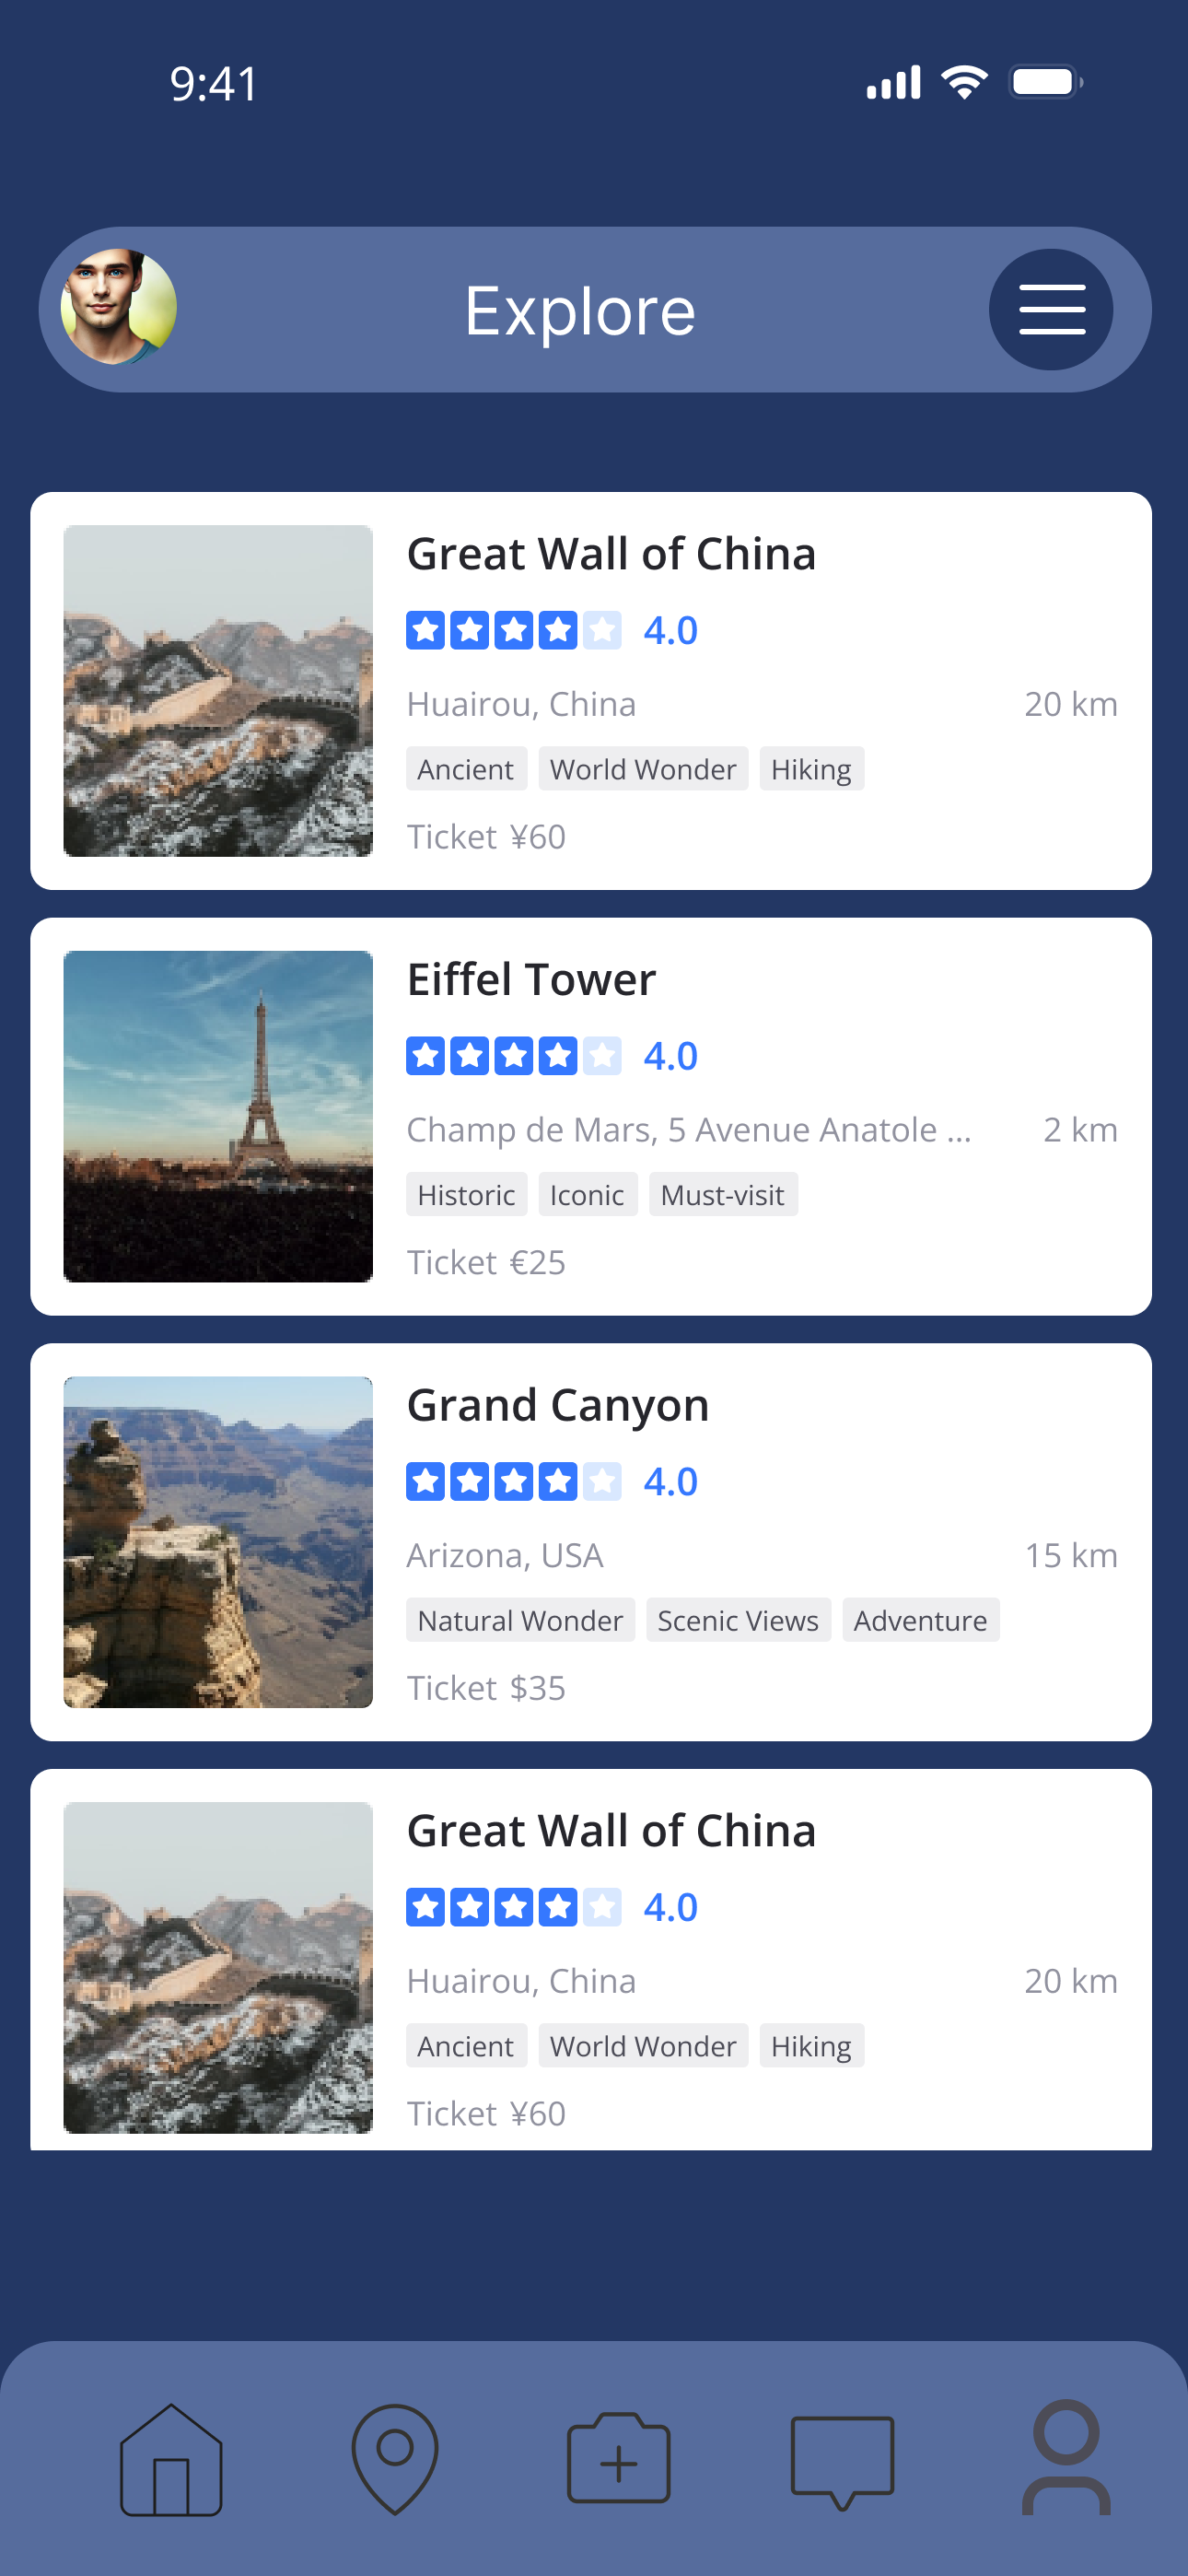 9:41
Explore
Great Wall of China
4.0
Huairou, China 20 km
Ancient World Wonder Hiking
Ticket ¥60
Eiffel Tower
4.0
Champ de Mars, 5 Avenue Anatole ... 2 km
Historic Iconic Must-visit
Ticket €25
Grand Canyon
4.0
Arizona, USA 15 km
Natural Wonder Scenic Views Adventure
Ticket $35
Great Wall of China
4.0
Huairou, China 20 km
Ancient World Wonder Hiking
Ticket ¥60